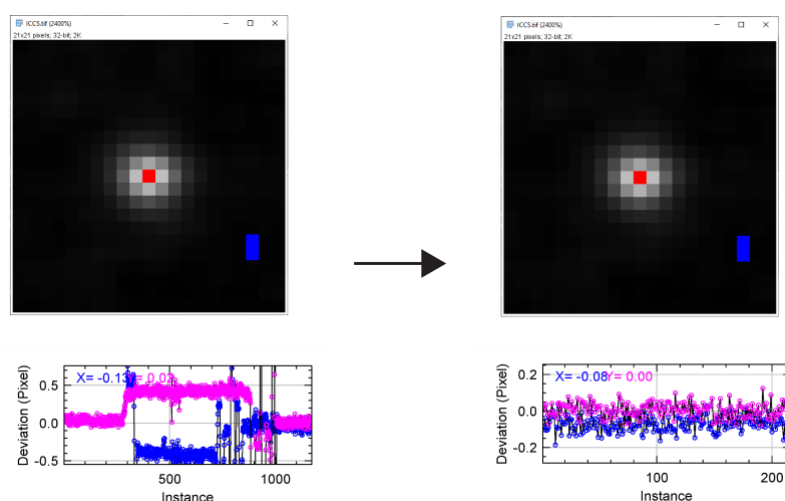 ICCS.tif (2400%)
21x21 pixels; 32-bit; 2K
ICCS.tif (2400%)
21x21 pixels; 32-bit; 2K
X= -0.13 Y= 0.02
0.5
0.0
-0.5
Deviation (Pixel)
500
1000
Instance
X= -0.08 Y= 0.00
0.2
0.0
-0.2
Deviation (Pixel)
100
200
Instance